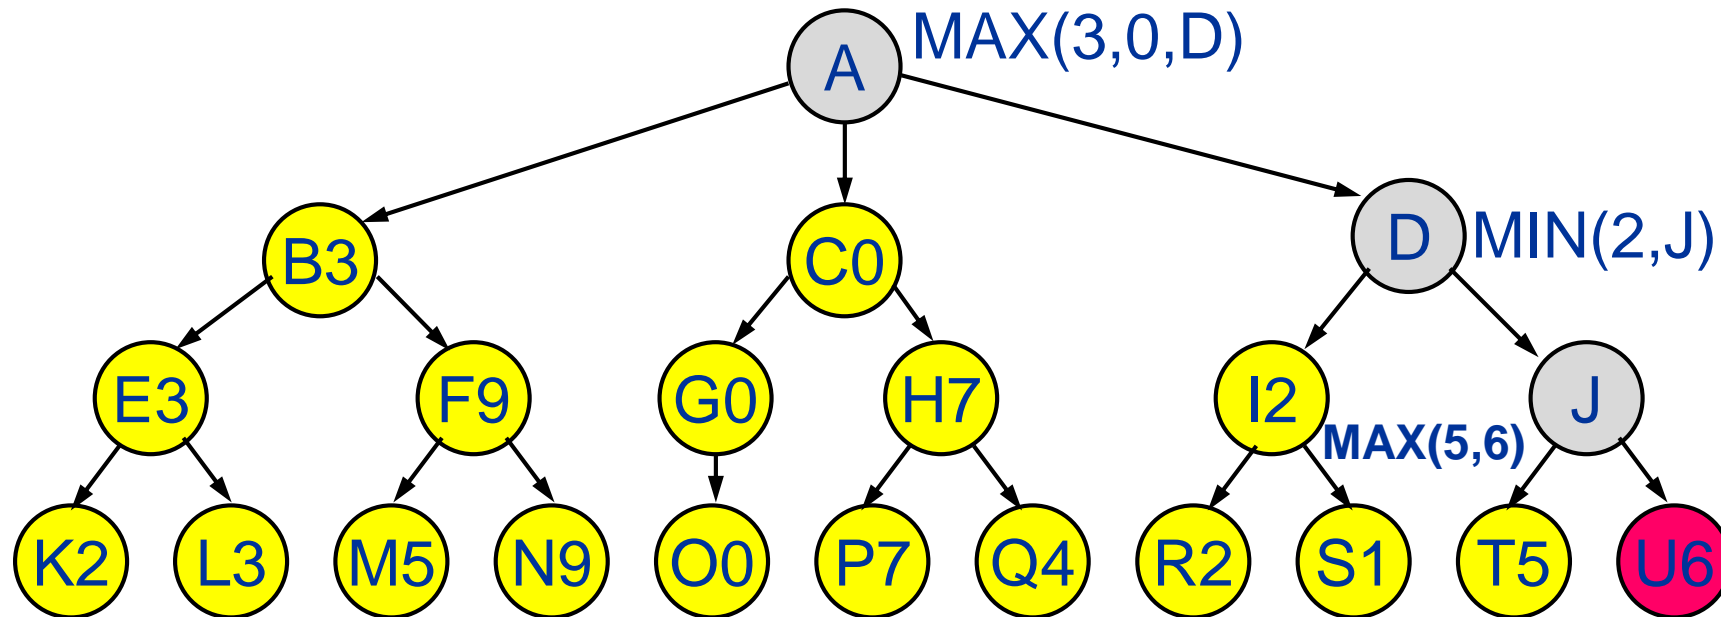 A MAX(3,0,D)
B3 C0 D MIN(2,J)
E3 F9 G0 H7 I2 J
MAX(5,6)
K2 L3 M5 N9 O0 P7 Q4 R2 S1 T5 U6